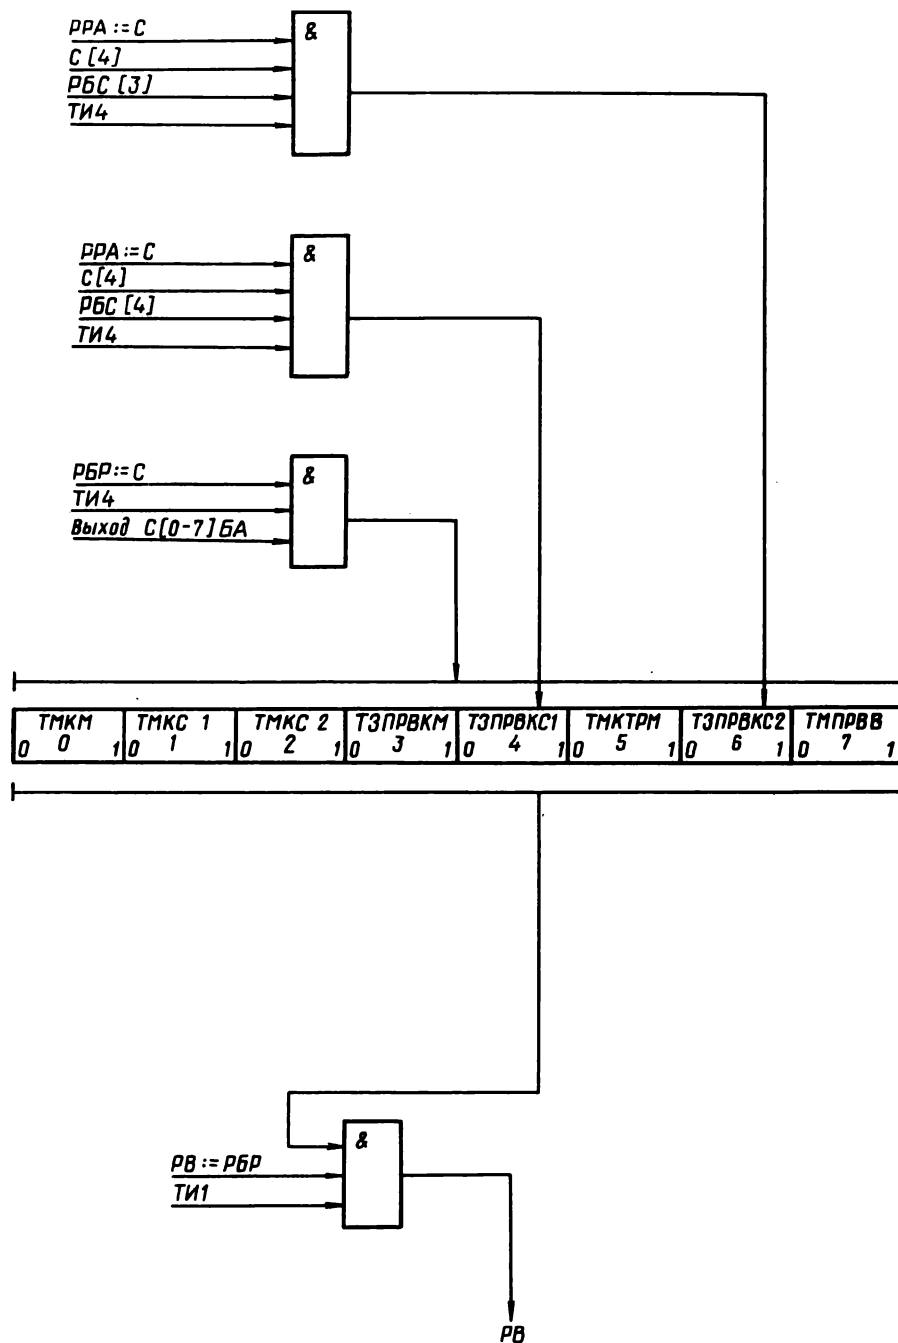 РРА := С
&
С [4]
РБС [3]
ТИ4
РРА := С
&
С[4]
РБС [4]
ТИ4
РБР := С
&
ТИ4
Выход С[0-7] БА
ТМКМ ТМКС 1 ТМКС 2 ТЗПРВКМ ТЗПРВКС1 ТМКТРМ ТЗПРВКС2 ТМПРВВ
0 0 1 0 1 1 0 2 1 0 3 1 0 4 1 0 5 1 0 6 1 0 7 1
&
РВ := РБР
ТИ1
РВ